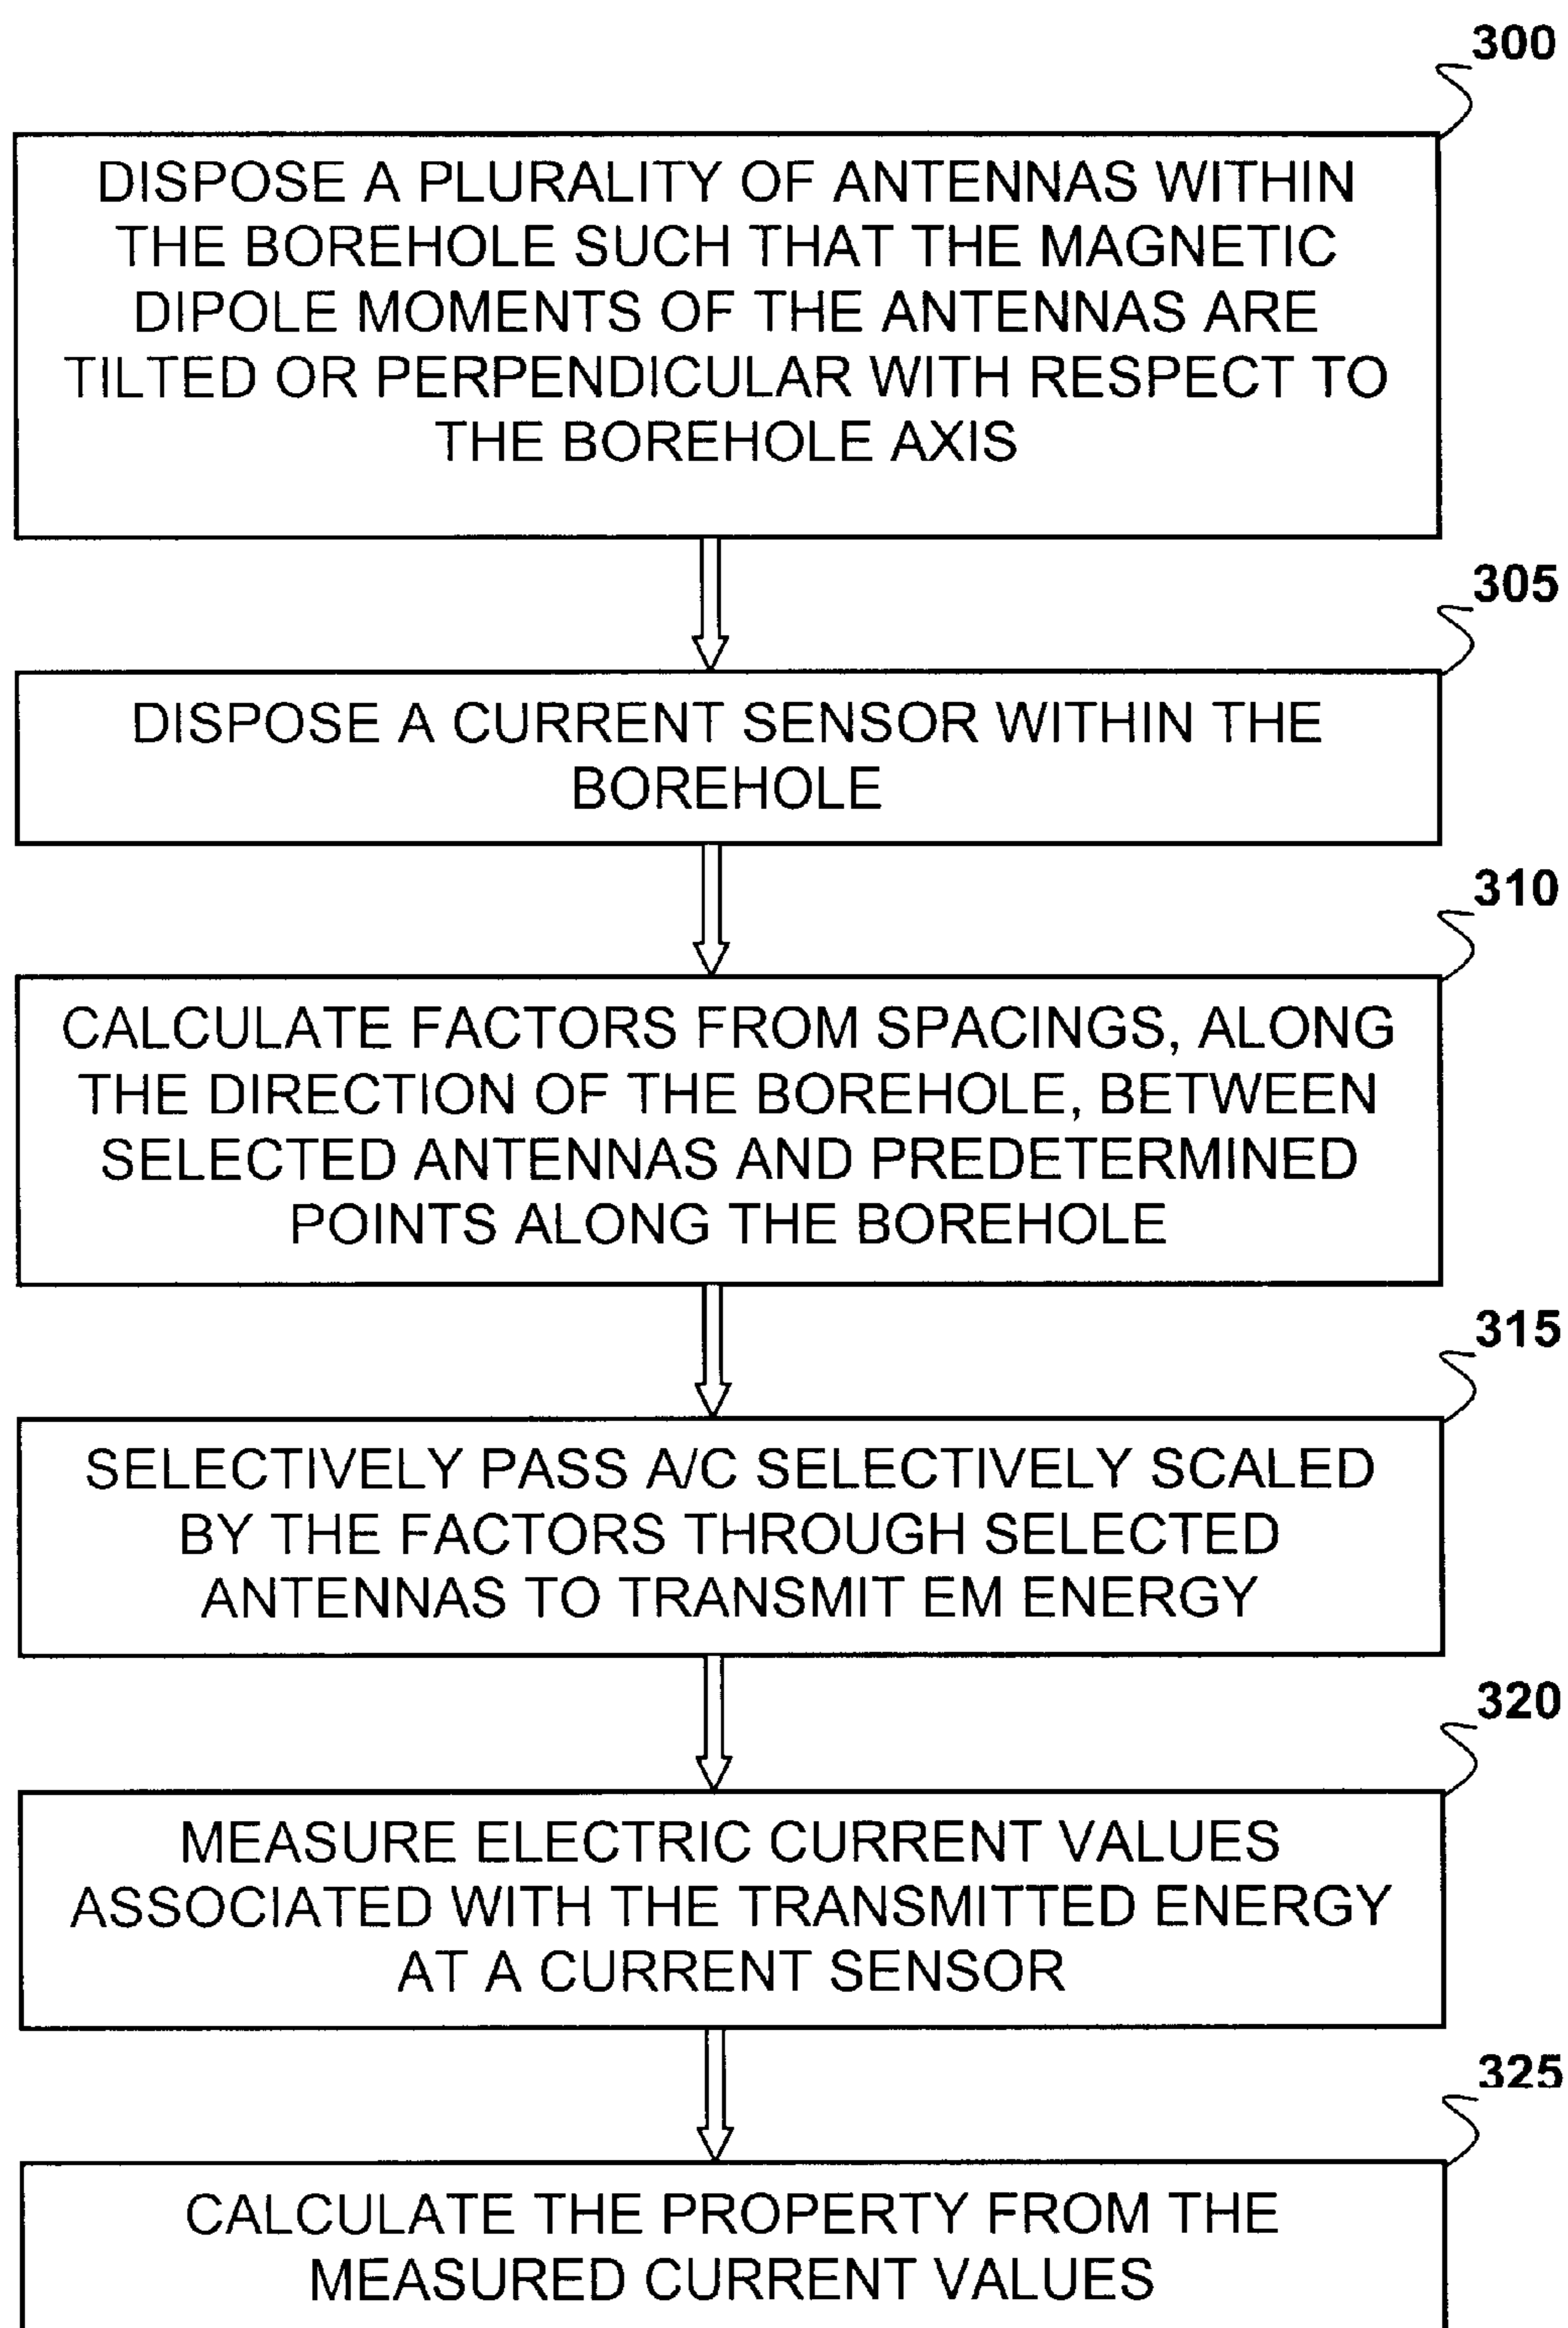 300
DISPOSE A PLURALITY OF ANTENNAS WITHIN
THE BOREHOLE SUCH THAT THE MAGNETIC
DIPOLE MOMENTS OF THE ANTENNAS ARE
TILTED OR PERPENDICULAR WITH RESPECT TO
THE BOREHOLE AXIS
305
DISPOSE A CURRENT SENSOR WITHIN THE
BOREHOLE
310
CALCULATE FACTORS FROM SPACINGS, ALONG
THE DIRECTION OF THE BOREHOLE, BETWEEN
SELECTED ANTENNAS AND PREDETERMINED
POINTS ALONG THE BOREHOLE
315
SELECTIVELY PASS A/C SELECTIVELY SCALED
BY THE FACTORS THROUGH SELECTED
ANTENNAS TO TRANSMIT EM ENERGY
320
MEASURE ELECTRIC CURRENT VALUES
ASSOCIATED WITH THE TRANSMITTED ENERGY
AT A CURRENT SENSOR
325
CALCULATE THE PROPERTY FROM THE
MEASURED CURRENT VALUES